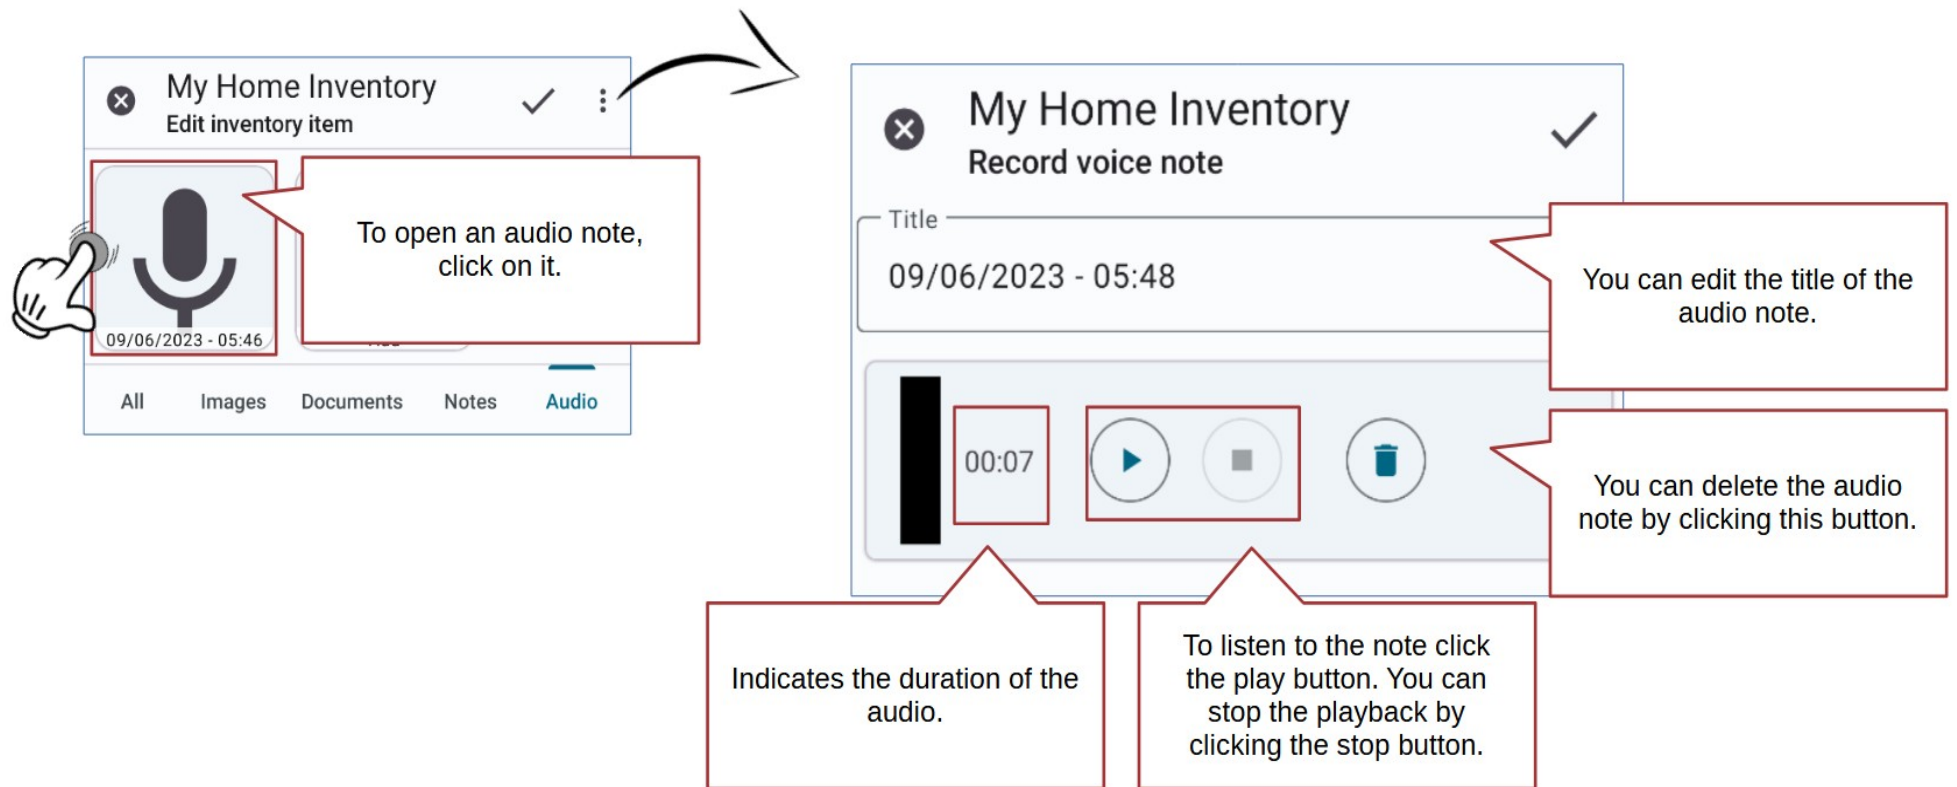 My Home Inventory
Edit inventory item
To open an audio note,
click on it.
09/06/2023 - 05:46
All
Images
Documents
Notes
Audio
My Home Inventory
Record voice note
Title
09/06/2023 - 05:48
You can edit the title of the
audio note.
00:07
You can delete the audio
note by clicking this button.
Indicates the duration of the
audio.
To listen to the note click
the play button. You can
stop the playback by
clicking the stop button.